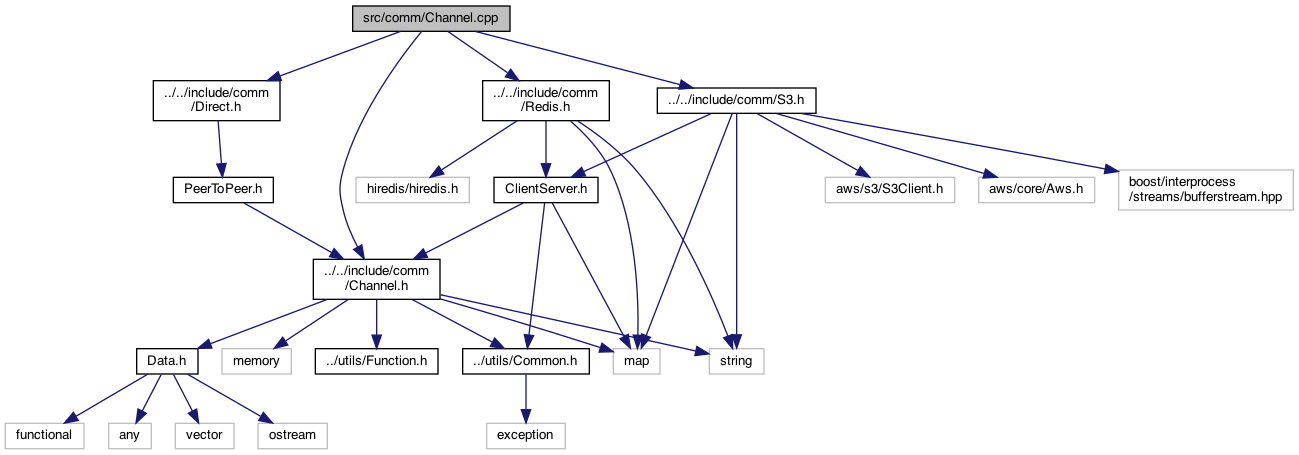 src/comm/Channel.cpp
../../include/comm
/Direct.h
../../include/comm
/Redis.h
../../include/comm/S3.h
PeerToPeer.h
hiredis/hiredis.h
ClientServer.h
aws/s3/S3Client.h
aws/core/Aws.h
boost/interprocess
/streams/bufferstream.hpp
../../include/comm
/Channel.h
Data.h
memory
../utils/Function.h
../utils/Common.h
map
string
functional
any
vector
ostream
exception